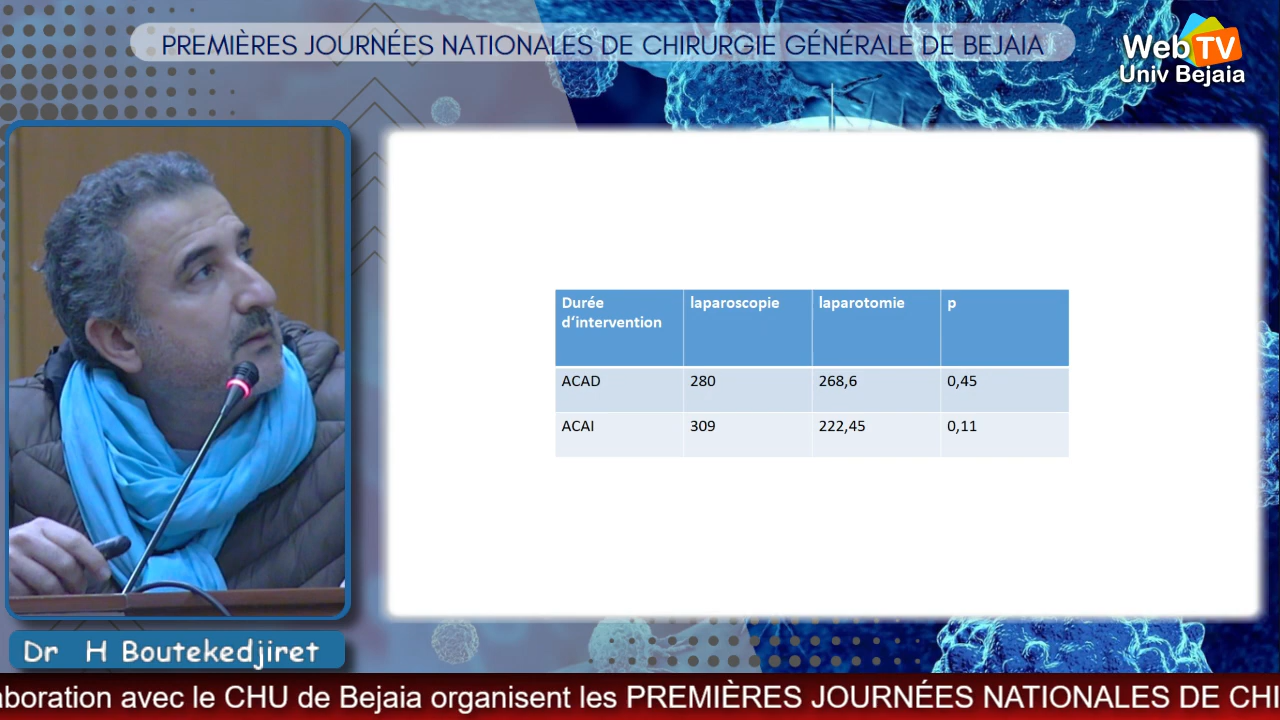 PREMIÈRES JOURNÉES NATIONALES DE CHIRURGIE GÉNÉRALE DE BEJAIA
Web TV
Univ Bejaia
Durée d'intervention laparoscopie laparotomie p
ACAD 280 268,6 0,45
ACAI 309 222,45 0,11
Dr H Boutekedjiret
aboration avec le CHU de Bejaia organisent les PREMIÈRES JOURNÉES NATIONALES DE CHI